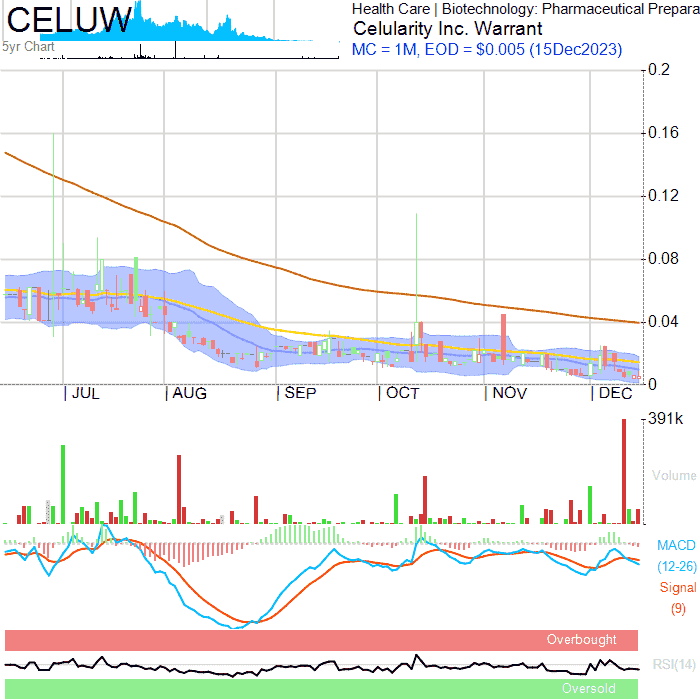 CELUW
5yr Chart
Health Care | Biotechnology: Pharmaceutical Prepara
Celularity Inc. Warrant
MC = 1M, EOD = $0.005 (15Dec2023)
0.2
0.16
0.12
0.08
0.04
0
JUL AUG SEP OCT NOV DEC
391k
Volume
MACD
(12-26)
Signal
(9)
Overbought
RSI(14)
Oversold